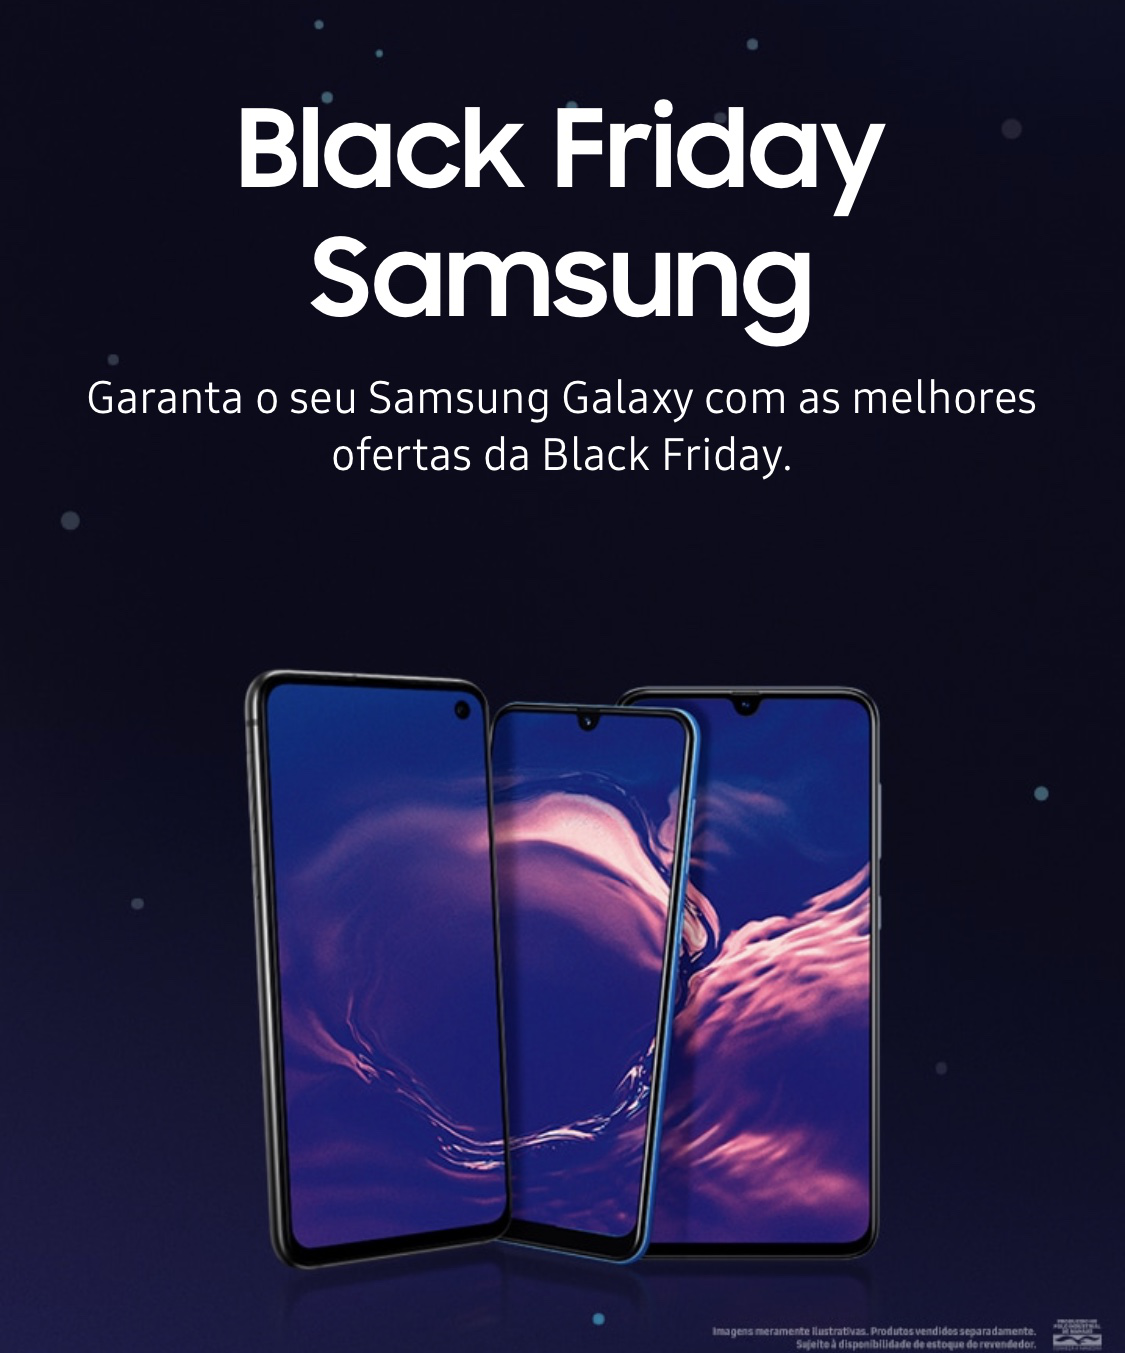 Black Friday
Samsung
Garanta o seu Samsung Galaxy com as melhores
ofertas da Black Friday.
Imagens meramente ilustrativas. Produtos vendidos separadamente.
Sujeito à disponibilidade de estoque do revendedor.